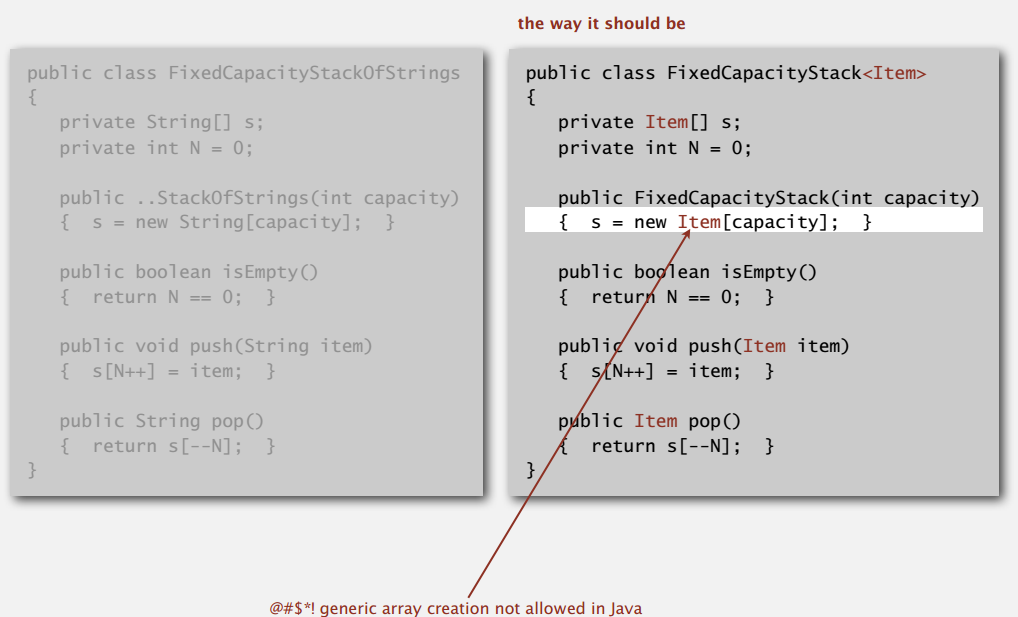 the way it should be
public class FixedCapacityStackOfStrings
{
private String[] s;
private int N = 0;
public ..StackOfStrings(int capacity)
{ s = new String[capacity]; }
public boolean isEmpty()
{ return N == 0; }
public void push(String item)
{ s[N++] = item; }
public String pop()
{ return s[--N]; }
}
public class FixedCapacityStack<Item>
{
private Item[] s;
private int N = 0;
public FixedCapacityStack(int capacity)
{ s = new Item[capacity]; }
public boolean isEmpty()
{ return N == 0; }
public void push(Item item)
{ s[N++] = item; }
public Item pop()
{ return s[--N]; }
}
@#$*! generic array creation not allowed in Java